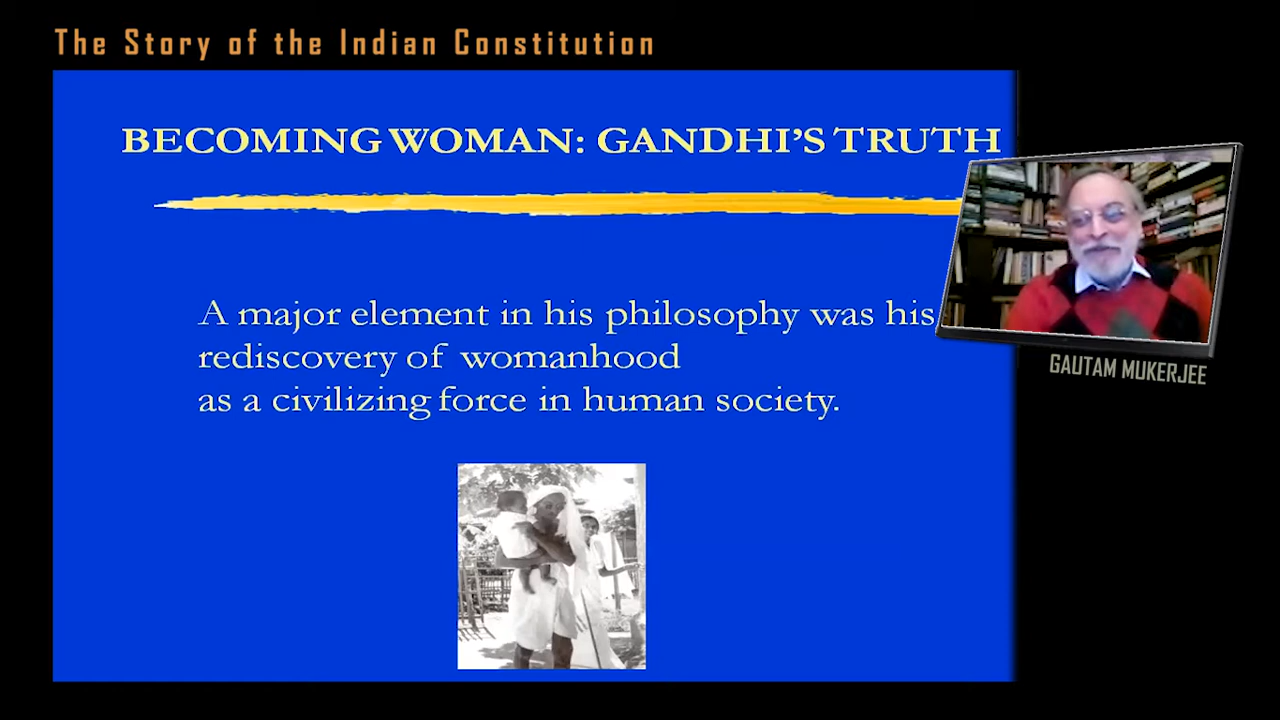 The Story of the Indian Constitution
BECOMING WOMAN: GANDHI'S TRUTH
A major element in his philosophy was his
rediscovery of womanhood
as a civilizing force in human society.
GAUTAM MUKERJEE